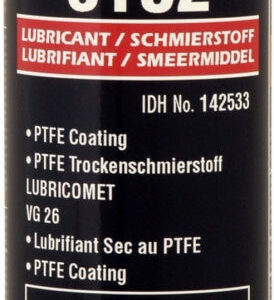 LUBRICANT / SCHMIERSTOFF
LUBRIFIANT / SMEERMIDDEL
IDH No. 142533
• PTFE Coating
• PTFE Trockenschmierstoff
LUBRICOMET
VG 26
• Lubrifiant Sec au PTFE
• PTFE Coating